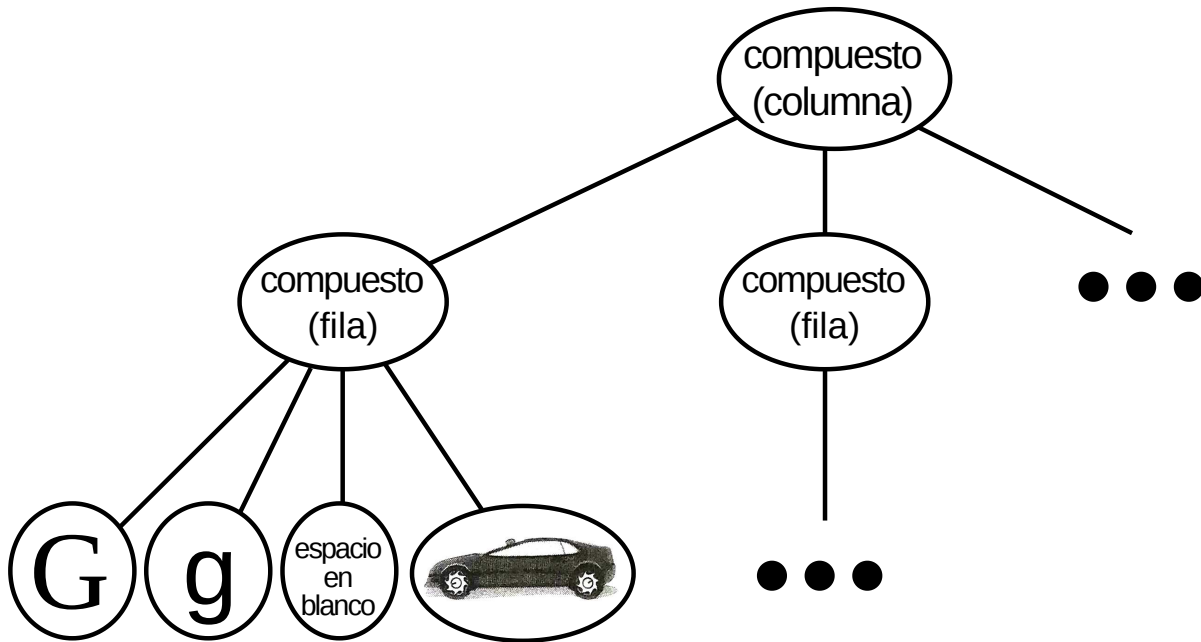 compuesto
(columna)
compuesto
(fila)
compuesto
(fila)
G
g
espacio
en
blanco